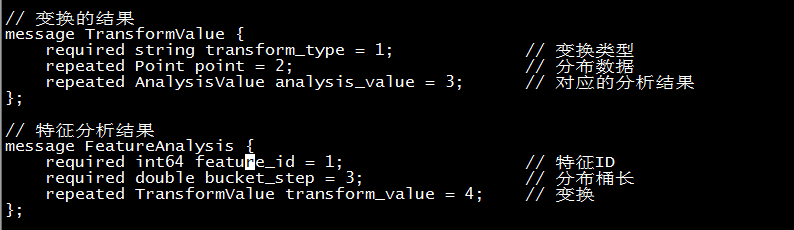 // 变换的结果
message TransformValue {
    required string transform_type = 1;             // 变换类型
    repeated Point point = 2;                       // 分布数据
    repeated AnalysisValue analysis_value = 3;      // 对应的分析结果
};
// 特征分析结果
message FeatureAnalysis {
    required int64 feature_id = 1;                  // 特征ID
    required double bucket_step = 3;                // 分布桶长
    repeated TransformValue transform_value = 4;    // 变换
};